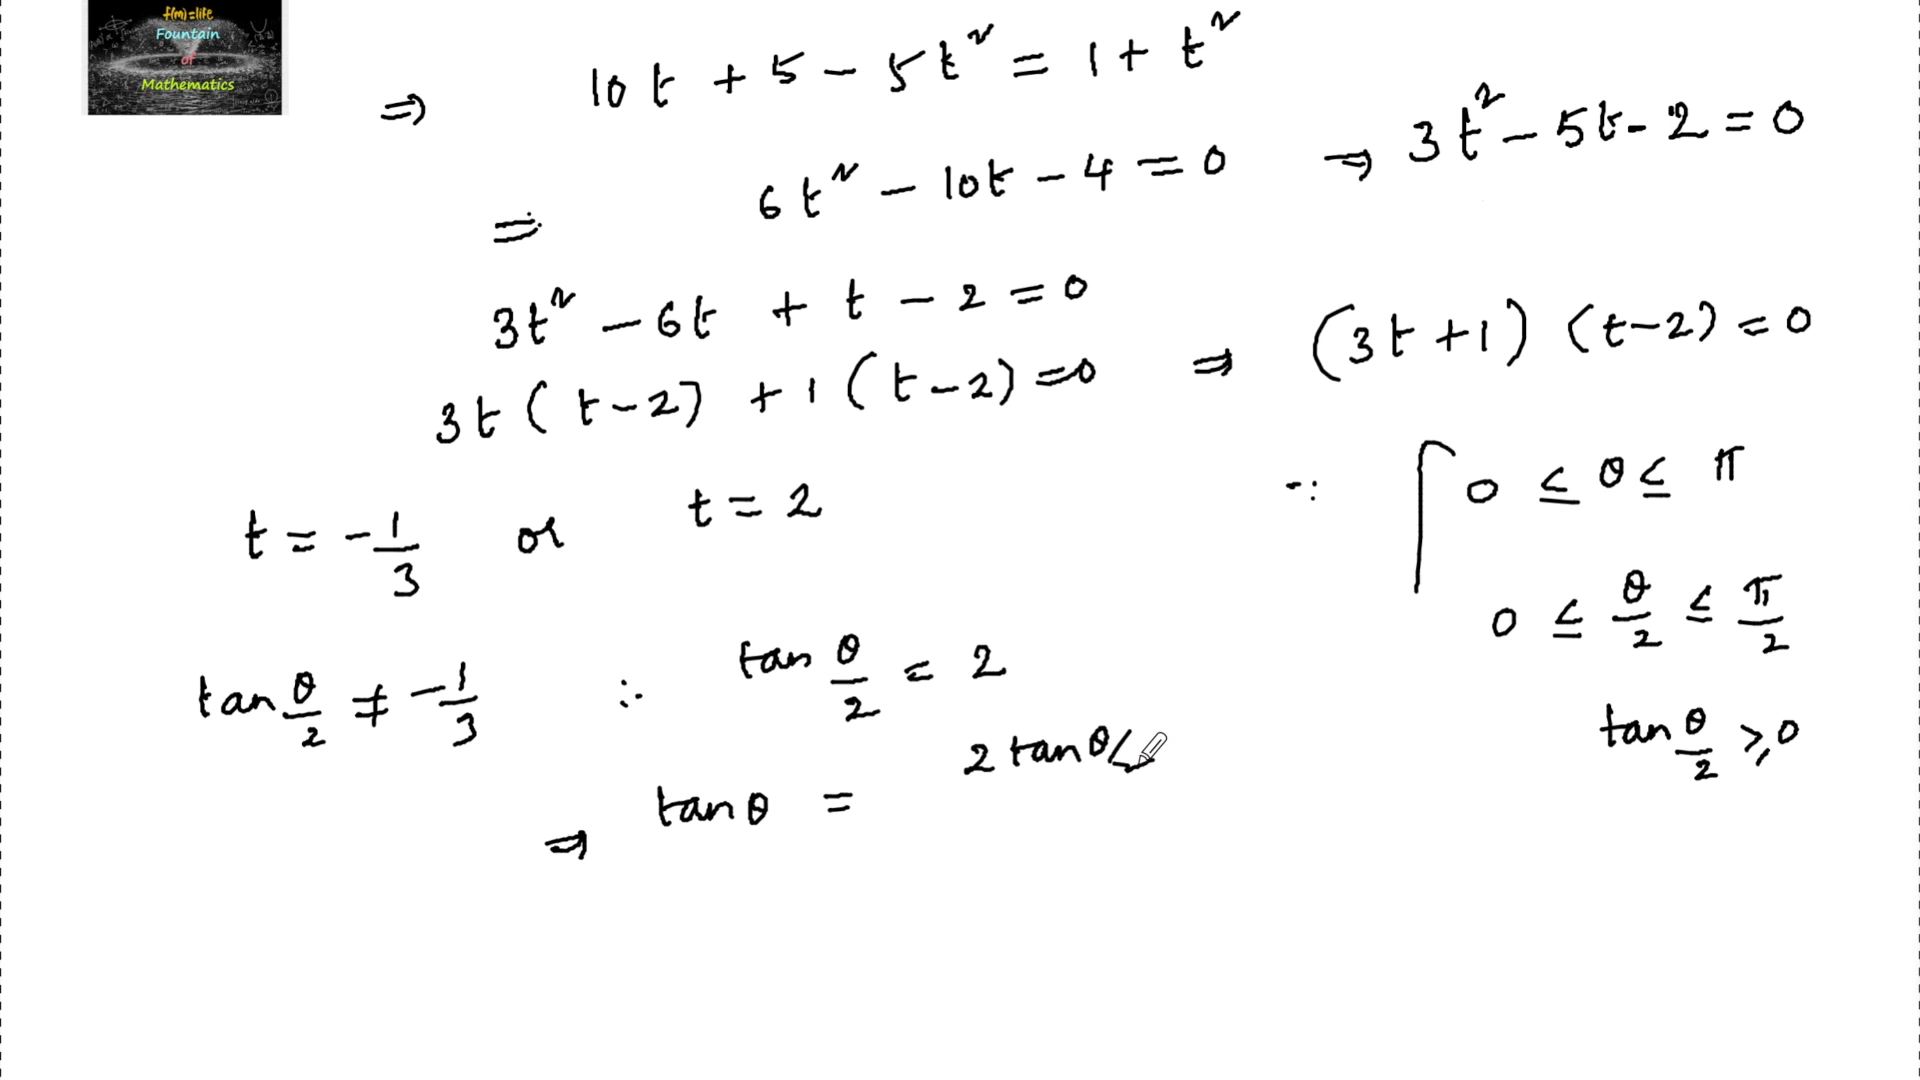 f(m)=life
Fountain
of
Mathematics
⇒ 10t + 5 - 5t² = 1 + t²
⇒ 6t² - 10t - 4 = 0 ⇒ 3t² - 5t - 2 = 0
3t² - 6t + t - 2 = 0
3t(t-2) + 1(t-2) = 0 ⇒ (3t+1)(t-2) = 0
t = -1/3 or t = 2
∵ 0 ≤ θ ≤ π
0 ≤ θ/2 ≤ π/2
tan θ/2 ≠ -1/3 ∴ tan θ/2 = 2
tan θ/2 ≥ 0
⇒ tan θ = 2 tan θ/